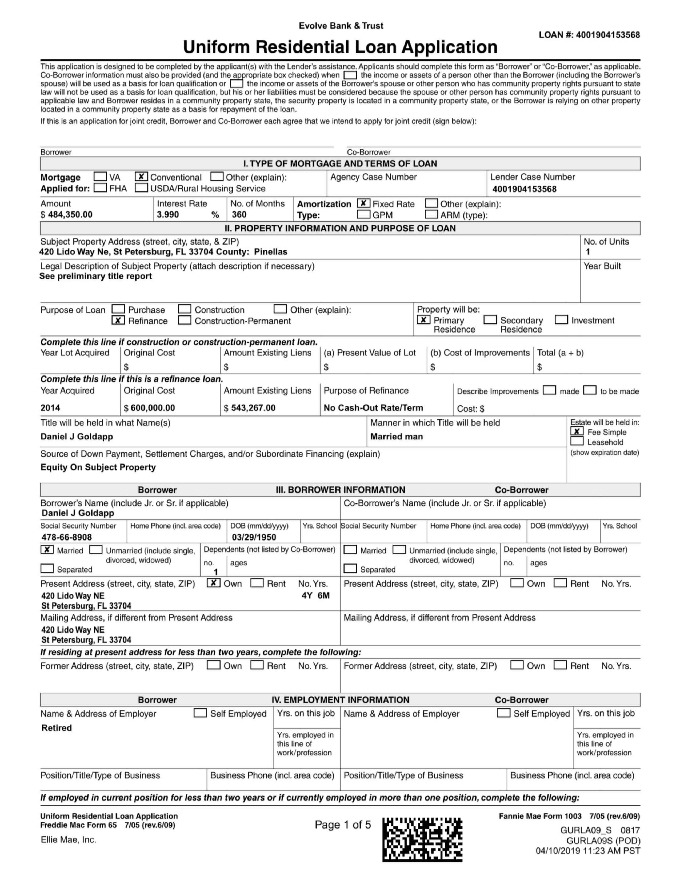 Evolve Bank & Trust
LOAN #: 4001904153568
Uniform Residential Loan Application
This application is designed to be completed by the applicant(s) with the Lender's assistance. Applicants should complete this form as "Borrower" or "Co-Borrower," as applicable.
Co-Borrower information must also be provided (and the appropriate box checked) when the income or assets of a person other than the Borrower (including the Borrower's
spouse) will be used as a basis for loan qualification or the income or assets of the Borrower's spouse or other person who has community property rights pursuant to state
law will not be used as a basis for loan qualification, but his or her liabilities must be considered because the spouse or other person has community property rights pursuant to
applicable law and Borrower resides in a community property state, the security property is located in a community property state, or the Borrower is relying on other property
located in a community property state as a basis for repayment of the loan.
If this is an application for joint credit, Borrower and Co-Borrower each agree that we intend to apply for joint credit (sign below):
Borrower Co-Borrower
I. TYPE OF MORTGAGE AND TERMS OF LOAN
Mortgage VA X Conventional Other (explain): Agency Case Number Lender Case Number
Applied for: FHA USDA/Rural Housing Service 4001904153568
Amount Interest Rate No. of Months Amortization X Fixed Rate Other (explain):
$ 484,350.00 3.990 % 360 Type: GPM ARM (type):
II. PROPERTY INFORMATION AND PURPOSE OF LOAN
Subject Property Address (street, city, state, & ZIP) No. of Units
420 Lido Way Ne, St Petersburg, FL 33704 County: Pinellas 1
Legal Description of Subject Property (attach description if necessary) Year Built
See preliminary title report
Purpose of Loan Purchase Construction Other (explain): Property will be:
X Refinance Construction-Permanent X Primary Residence Secondary Residence Investment
Complete this line if construction or construction-permanent loan.
Year Lot Acquired Original Cost Amount Existing Liens (a) Present Value of Lot (b) Cost of Improvements Total (a + b)
$ $ $ $ $
Complete this line if this is a refinance loan.
Year Acquired Original Cost Amount Existing Liens Purpose of Refinance Describe Improvements made to be made
2014 $ 600,000.00 $ 543,267.00 No Cash-Out Rate/Term Cost: $
Title will be held in what Name(s) Manner in which Title will be held Estate will be held in:
Daniel J Goldapp Married man X Fee Simple
Leasehold
Source of Down Payment, Settlement Charges, and/or Subordinate Financing (explain) (show expiration date)
Equity On Subject Property
Borrower III. BORROWER INFORMATION Co-Borrower
Borrower's Name (include Jr. or Sr. if applicable) Co-Borrower's Name (include Jr. or Sr. if applicable)
Daniel J Goldapp
Social Security Number Home Phone (incl. area code) DOB (mm/dd/yyyy) Yrs. School Social Security Number Home Phone (incl. area code) DOB (mm/dd/yyyy) Yrs. School
478-66-8908 03/29/1950
X Married Unmarried (include single, Dependents (not listed by Co-Borrower) Married Unmarried (include single, Dependents (not listed by Borrower)
Separated divorced, widowed) no. ages Separated divorced, widowed) no. ages
1
Present Address (street, city, state, ZIP) X Own Rent No. Yrs. Present Address (street, city, state, ZIP) Own Rent No. Yrs.
420 Lido Way NE 4Y 6M
St Petersburg, FL 33704
Mailing Address, if different from Present Address Mailing Address, if different from Present Address
420 Lido Way NE
St Petersburg, FL 33704
If residing at present address for less than two years, complete the following:
Former Address (street, city, state, ZIP) Own Rent No. Yrs. Former Address (street, city, state, ZIP) Own Rent No. Yrs.
Borrower IV. EMPLOYMENT INFORMATION Co-Borrower
Name & Address of Employer Self Employed Yrs. on this job Name & Address of Employer Self Employed Yrs. on this job
Retired
Yrs. employed in Yrs. employed in
this line of this line of
work/profession work/profession
Position/Title/Type of Business Business Phone (incl. area code) Position/Title/Type of Business Business Phone (incl. area code)
If employed in current position for less than two years or if currently employed in more than one position, complete the following:
Uniform Residential Loan Application Fannie Mae Form 1003 7/05 (rev.6/09)
Freddie Mac Form 65 7/05 (rev.6/09) Page 1 of 5 GURLA09_S 0817
Ellie Mae, Inc. GURLA09S (POD)
04/10/2019 11:23 AM PST